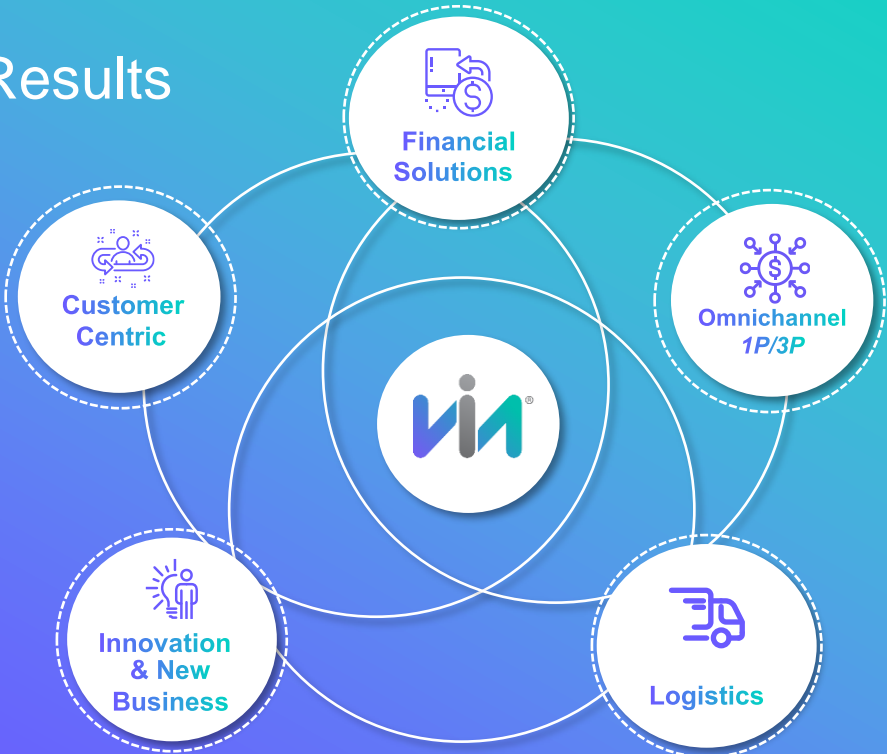 Results
Financial
Solutions
Customer
Centric
Omnichannel
1P/3P
via®
Innovation
& New
Business
Logistics